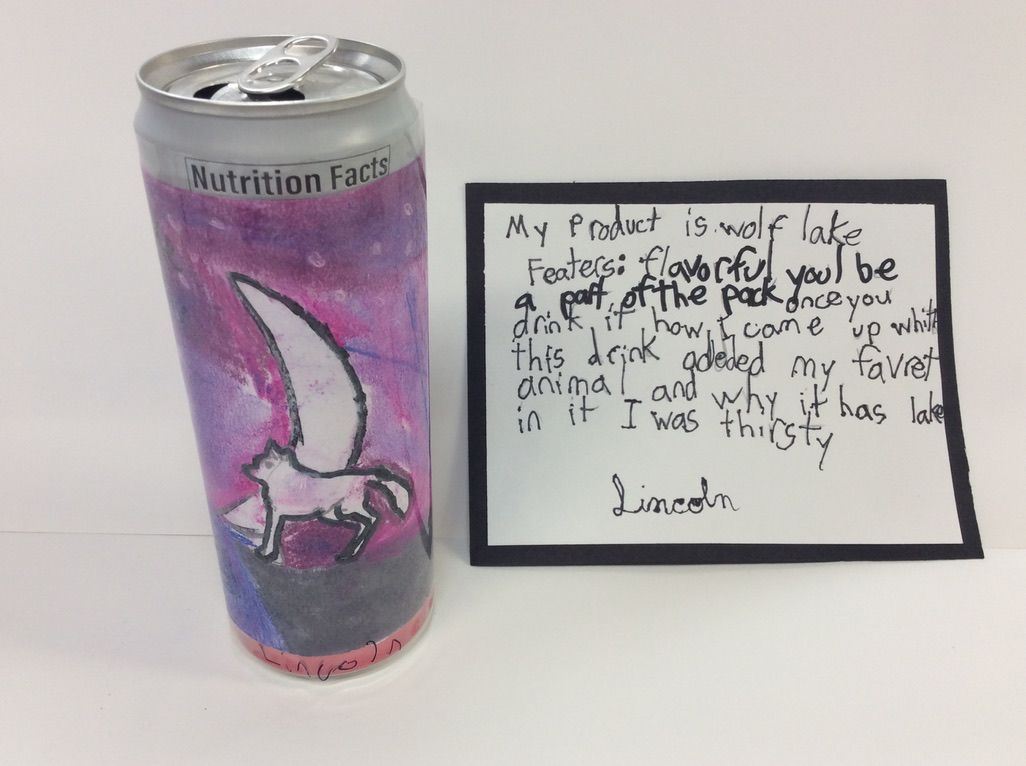 Nutrition Facts
Lincoln
My Product is wolf lake
Featers: flavorful you'l be
a part of the pack once you
drink it how I came up whith
this drink adeded my favret
animal and why it has lake
in it I was thirsty
Lincoln